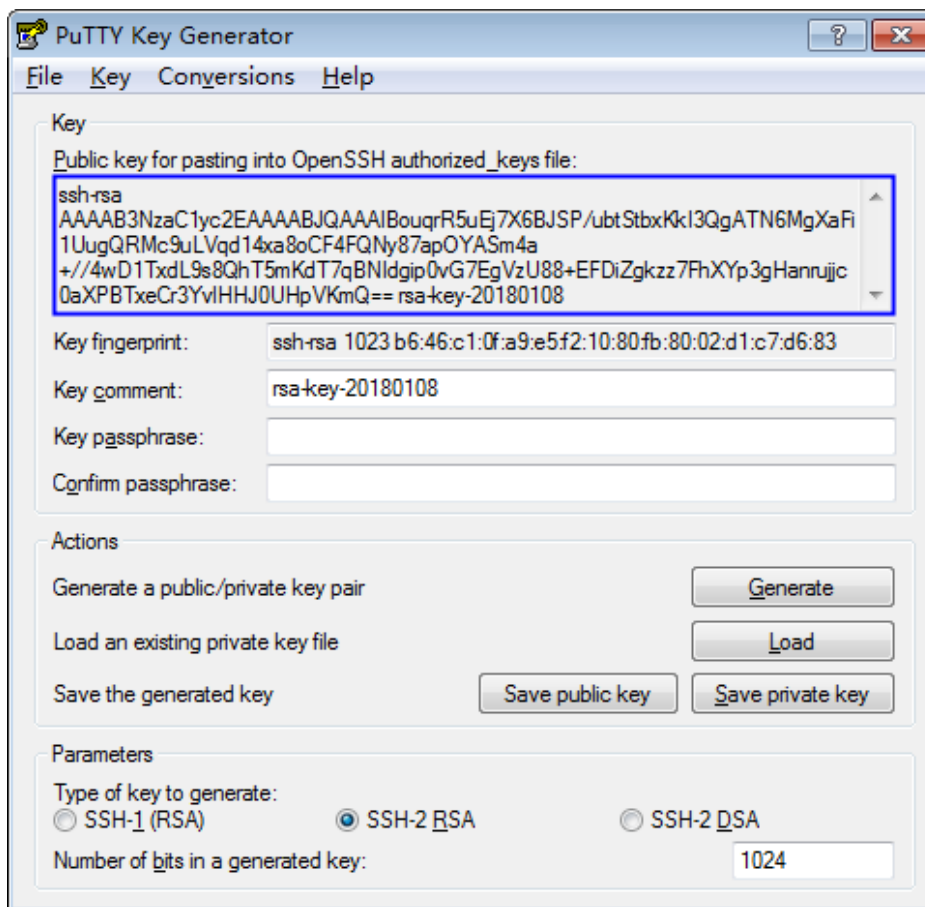 PuTTY Key Generator
File Key Conversions Help
Key
Public key for pasting into OpenSSH authorized_keys file:
ssh-rsa
AAAAB3NzaC1yc2EAAAABJQAAAIBouqrR5uEj7X6BJSP/ubtStbxKkI3QgATN6MgXaFi
1UugQRMc9uLVqd14xa8oCF4FQNy87apOYASm4a
+//4wD1TxdL9s8QhT5mKdT7qBNIdgip0vG7EgVzU88+EFDiZgkzz7FhXYp3gHanrujjc
0aXPBTxeCr3YvIHHJ0UHpVKmQ== rsa-key-20180108
Key fingerprint: ssh-rsa 1023 b6:46:c1:0f:a9:e5:f2:10:80:fb:80:02:d1:c7:d6:83
Key comment: rsa-key-20180108
Key passphrase:
Confirm passphrase:
Actions
Generate a public/private key pair Generate
Load an existing private key file Load
Save the generated key Save public key Save private key
Parameters
Type of key to generate:
SSH-1 (RSA) SSH-2 RSA SSH-2 DSA
Number of bits in a generated key: 1024